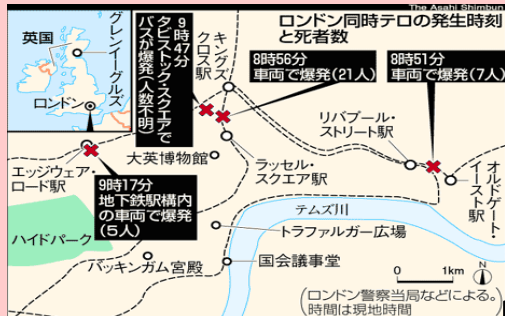 The Asahi Shimbun
ロンドン同時テロの発生時刻
と死者数
英国
グレンイーグルズ
ロンドン
9時47分
タビストック・スクエアで
バスが爆発(人数不明)
キングズ・
クロス駅
8時56分
車両で爆発(21人)
8時51分
車両で爆発(7人)
リバプール・
ストリート駅
エッジウェア・
ロード駅
大英博物館
ラッセル・
スクエア駅
オルドゲート・
イースト駅
9時17分
地下鉄駅構内
の車両で爆発
(5人)
テムズ川
ハイドパーク
トラファルガー広場
バッキンガム宮殿
国会議事堂
0 1km
N
(ロンドン警察当局などによる。
時間は現地時間